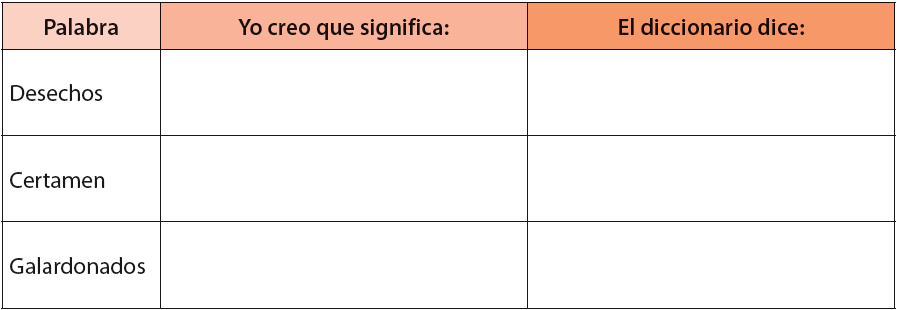 Palabra Yo creo que significa: El diccionario dice:
Desechos
Certamen
Galardonados